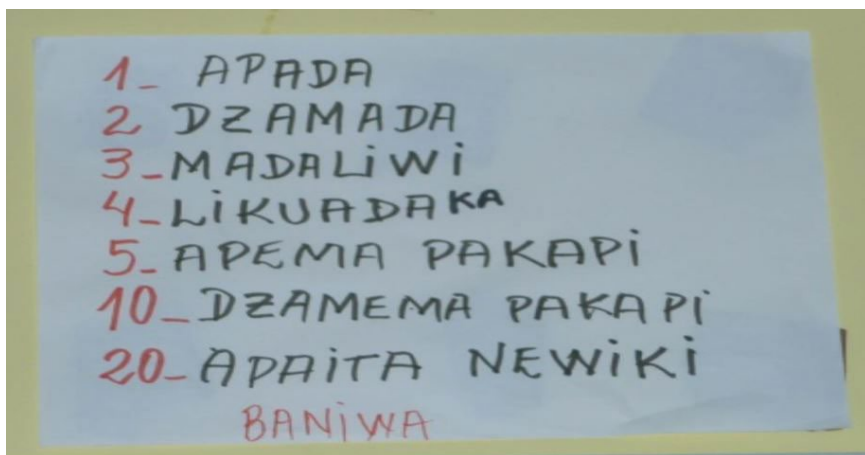 1_ APADA
2 DZAMADA
3_MADALiWi
4_LiKUADAKA
5_APEMA PAKAPi
10_DZAMEMA PAKAPi
20_APAiTA NEWiKi
BANiWA